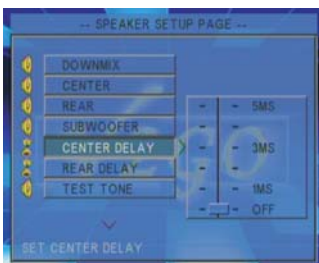 -- SPEAKER SETUP PAGE --
DOWNMIX
CENTER
REAR
SUBWOOFER
CENTER DELAY
REAR DELAY
TEST TONE
5MS
3MS
1MS
OFF
SET CENTER DELAY